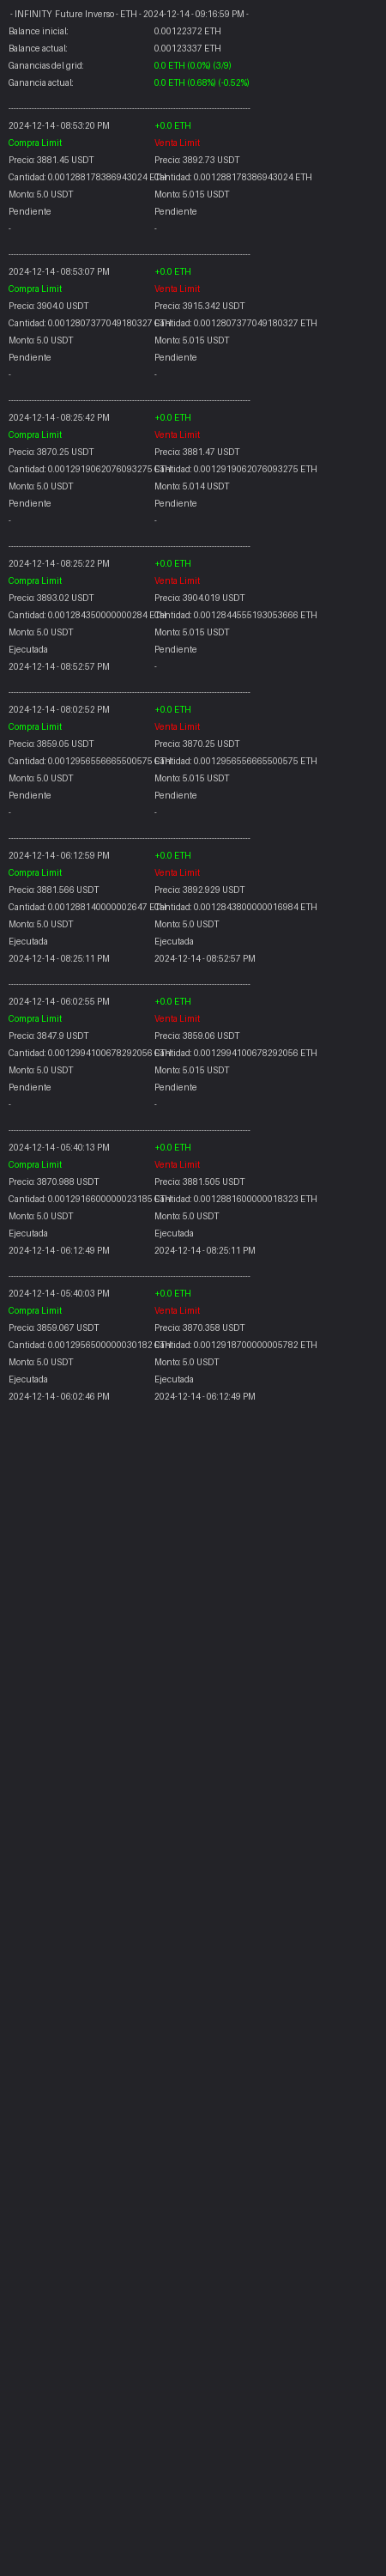 - INFINITY Future Inverso - ETH - 2024-12-14 - 09:16:59 PM -
Balance inicial: 0.00122372 ETH
Balance actual: 0.00123337 ETH
Ganancias del grid: 0.0 ETH (0.0%) (3/9)
Ganancia actual: 0.0 ETH (0.68%) (-0.52%)
----------------------------------------------------------------------------------------
2024-12-14 - 08:53:20 PM +0.0 ETH
Compra Limit Venta Limit
Precio: 3881.45 USDT Precio: 3892.73 USDT
Cantidad: 0.001288178386943024 ETH Cantidad: 0.001288178386943024 ETH
Monto: 5.0 USDT Monto: 5.015 USDT
Pendiente Pendiente
- -
----------------------------------------------------------------------------------------
2024-12-14 - 08:53:07 PM +0.0 ETH
Compra Limit Venta Limit
Precio: 3904.0 USDT Precio: 3915.342 USDT
Cantidad: 0.0012807377049180327 ETH Cantidad: 0.0012807377049180327 ETH
Monto: 5.0 USDT Monto: 5.015 USDT
Pendiente Pendiente
- -
----------------------------------------------------------------------------------------
2024-12-14 - 08:25:42 PM +0.0 ETH
Compra Limit Venta Limit
Precio: 3870.25 USDT Precio: 3881.47 USDT
Cantidad: 0.0012919062076093275 ETH Cantidad: 0.0012919062076093275 ETH
Monto: 5.0 USDT Monto: 5.014 USDT
Pendiente Pendiente
- -
----------------------------------------------------------------------------------------
2024-12-14 - 08:25:22 PM +0.0 ETH
Compra Limit Venta Limit
Precio: 3893.02 USDT Precio: 3904.019 USDT
Cantidad: 0.001284350000000284 ETH Cantidad: 0.0012844555193053666 ETH
Monto: 5.0 USDT Monto: 5.015 USDT
Ejecutada Pendiente
2024-12-14 - 08:52:57 PM -
----------------------------------------------------------------------------------------
2024-12-14 - 08:02:52 PM +0.0 ETH
Compra Limit Venta Limit
Precio: 3859.05 USDT Precio: 3870.25 USDT
Cantidad: 0.0012956556665500575 ETH Cantidad: 0.0012956556665500575 ETH
Monto: 5.0 USDT Monto: 5.015 USDT
Pendiente Pendiente
- -
----------------------------------------------------------------------------------------
2024-12-14 - 06:12:59 PM +0.0 ETH
Compra Limit Venta Limit
Precio: 3881.566 USDT Precio: 3892.929 USDT
Cantidad: 0.001288140000002647 ETH Cantidad: 0.0012843800000016984 ETH
Monto: 5.0 USDT Monto: 5.0 USDT
Ejecutada Ejecutada
2024-12-14 - 08:25:11 PM 2024-12-14 - 08:52:57 PM
----------------------------------------------------------------------------------------
2024-12-14 - 06:02:55 PM +0.0 ETH
Compra Limit Venta Limit
Precio: 3847.9 USDT Precio: 3859.06 USDT
Cantidad: 0.0012994100678292056 ETH Cantidad: 0.0012994100678292056 ETH
Monto: 5.0 USDT Monto: 5.015 USDT
Pendiente Pendiente
- -
----------------------------------------------------------------------------------------
2024-12-14 - 05:40:13 PM +0.0 ETH
Compra Limit Venta Limit
Precio: 3870.988 USDT Precio: 3881.505 USDT
Cantidad: 0.0012916600000023185 ETH Cantidad: 0.0012881600000018323 ETH
Monto: 5.0 USDT Monto: 5.0 USDT
Ejecutada Ejecutada
2024-12-14 - 06:12:49 PM 2024-12-14 - 08:25:11 PM
----------------------------------------------------------------------------------------
2024-12-14 - 05:40:03 PM +0.0 ETH
Compra Limit Venta Limit
Precio: 3859.067 USDT Precio: 3870.358 USDT
Cantidad: 0.0012956500000030182 ETH Cantidad: 0.0012918700000005782 ETH
Monto: 5.0 USDT Monto: 5.0 USDT
Ejecutada Ejecutada
2024-12-14 - 06:02:46 PM 2024-12-14 - 06:12:49 PM